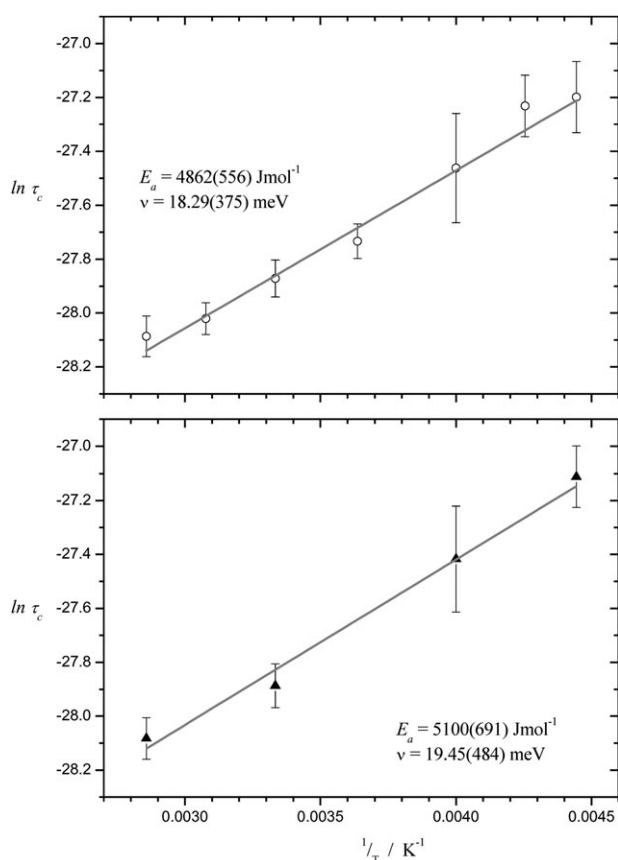 -27.0
-27.2
-27.4
ln τc
-27.6
-27.8
-28.0
-28.2
Ea = 4862(556) Jmol-1
ν = 18.29(375) meV
-27.0
-27.2
-27.4
ln τc
-27.6
-27.8
-28.0
-28.2
Ea = 5100(691) Jmol-1
ν = 19.45(484) meV
0.0030 0.0035 0.0040 0.0045
1/T / K-1